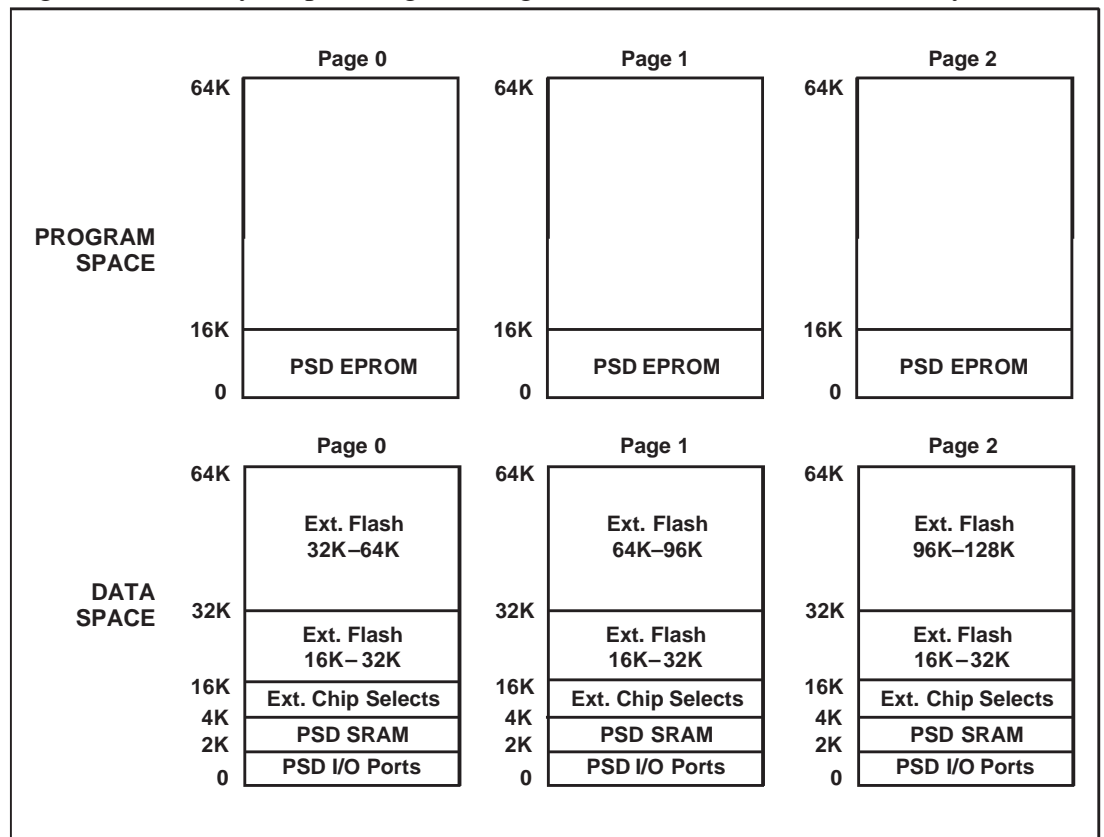 Page 0
Page 1
Page 2
64K
64K
64K
PROGRAM
SPACE
16K
16K
16K
PSD EPROM
PSD EPROM
PSD EPROM
0
0
0
Page 0
Page 1
Page 2
64K
64K
64K
Ext. Flash
32K–64K
Ext. Flash
64K–96K
Ext. Flash
96K–128K
DATA
SPACE
32K
32K
32K
Ext. Flash
16K–32K
Ext. Flash
16K–32K
Ext. Flash
16K–32K
16K
16K
16K
Ext. Chip Selects
Ext. Chip Selects
Ext. Chip Selects
4K
4K
4K
PSD SRAM
PSD SRAM
PSD SRAM
2K
2K
2K
PSD I/O Ports
PSD I/O Ports
PSD I/O Ports
0
0
0